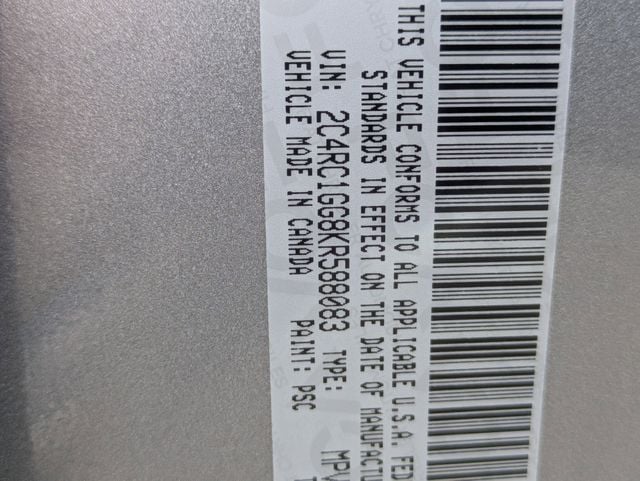 THIS VEHICLE CONFORMS TO ALL APPLICABLE U.S.A. FED
STANDARDS IN EFFECT ON THE DATE OF MANUFACTU
VIN: 2C4RC1GG8KR588083 TYPE: MPV
VEHICLE MADE IN CANADA PAINT: PSC